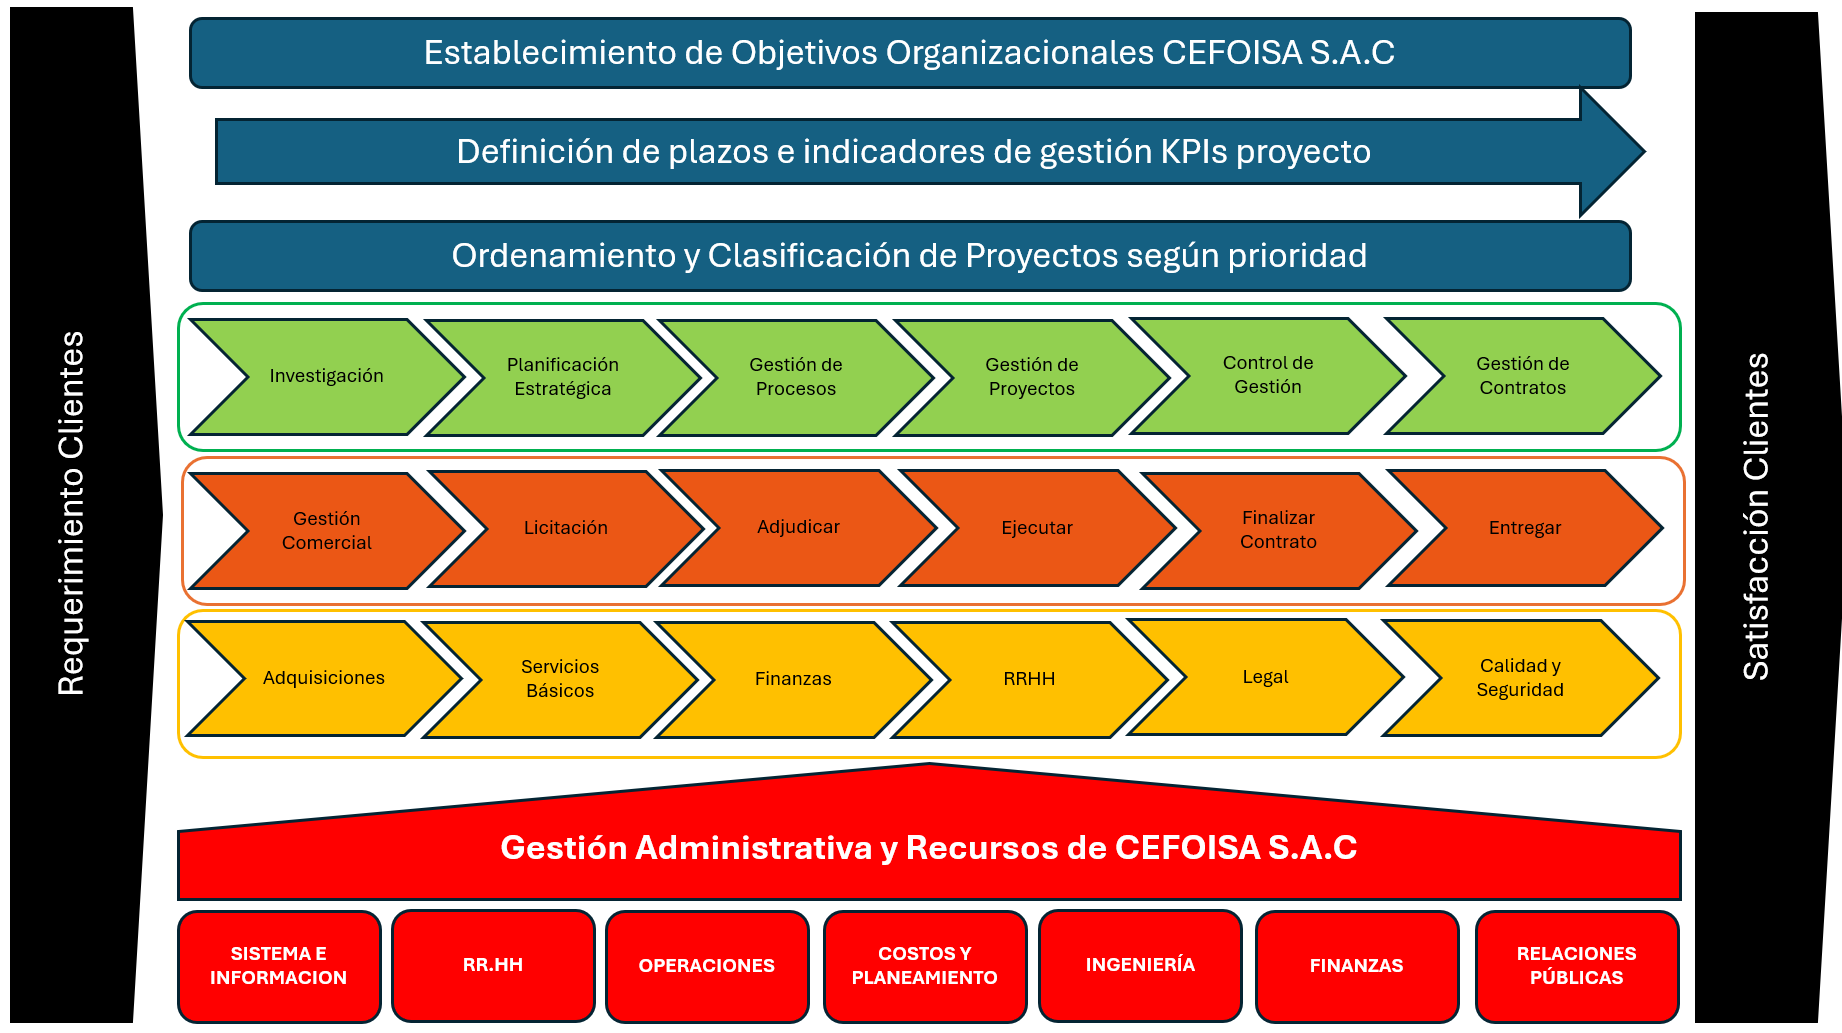 Establecimiento de Objetivos Organizacionales CEFOISA S.A.C
Definición de plazos e indicadores de gestión KPIs proyecto
Ordenamiento y Clasificación de Proyectos según prioridad
Requerimiento Clientes
Investigación
Planificación
Estratégica
Gestión de
Procesos
Gestión de
Proyectos
Control de
Gestión
Gestión de
Contratos
Gestión
Comercial
Licitación
Adjudicar
Ejecutar
Finalizar
Contrato
Entregar
Adquisiciones
Servicios
Básicos
Finanzas
RRHH
Legal
Calidad y
Seguridad
Satisfacción Clientes
Gestión Administrativa y Recursos de CEFOISA S.A.C
SISTEMA E
INFORMACION
RR.HH
OPERACIONES
COSTOS Y
PLANEAMIENTO
INGENIERÍA
FINANZAS
RELACIONES
PÚBLICAS